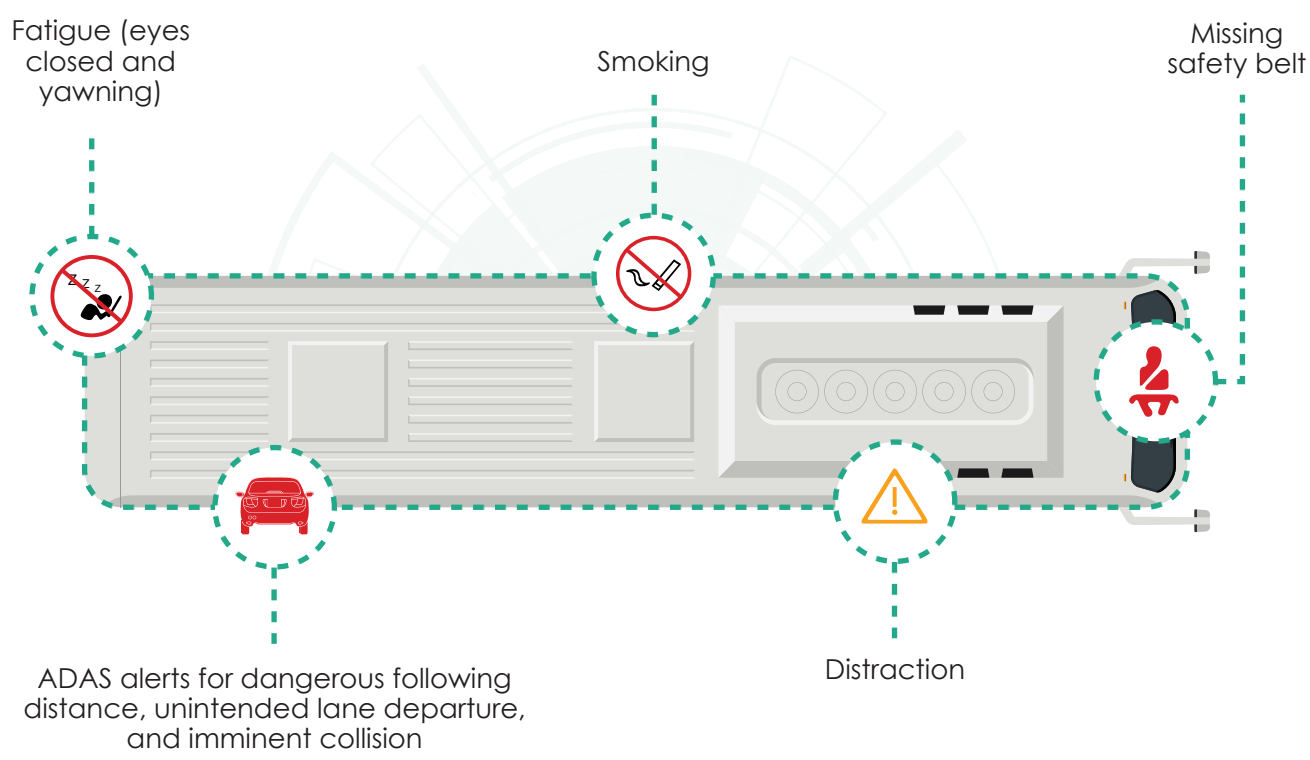 Fatigue (eyes
closed and
yawning)
Smoking
Missing
safety belt
z z z
ADAS alerts for dangerous following
distance, unintended lane departure,
and imminent collision
Distraction